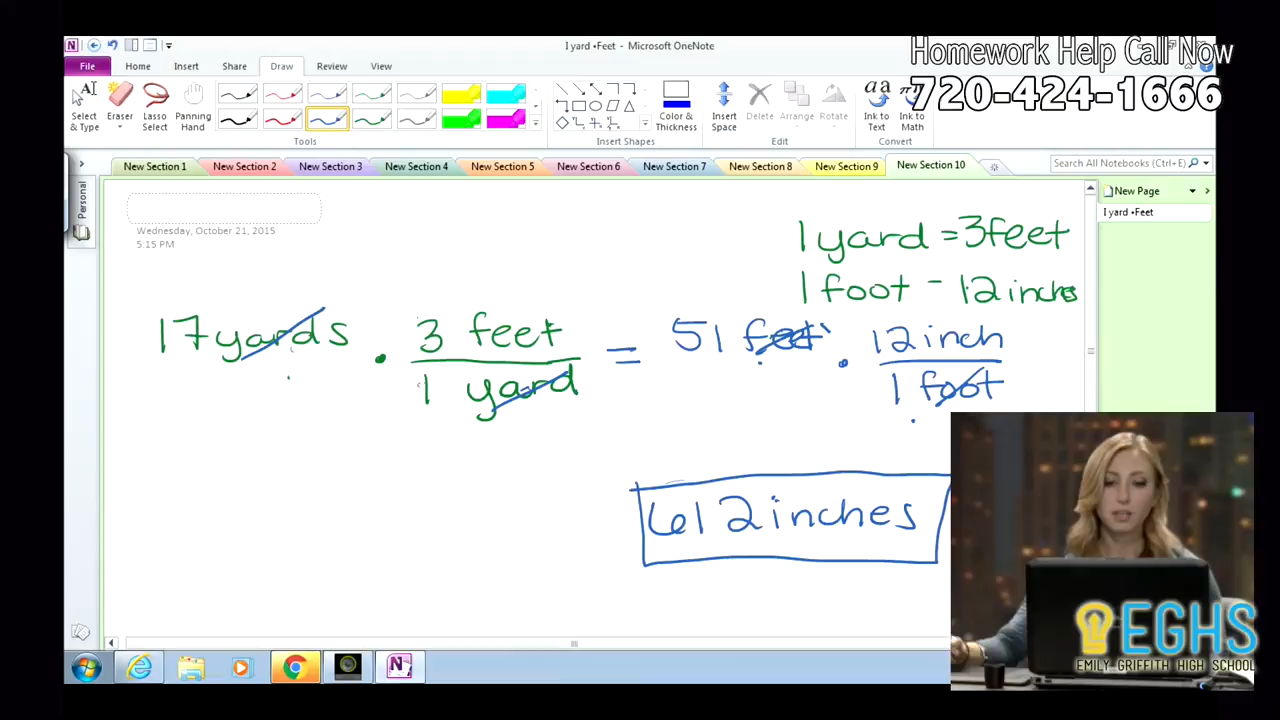 I yard •Feet - Microsoft OneNote
Homework Help Call Now
720-424-1666
File Home Insert Share Draw Review View
Select & Type
Eraser
Lasso Select
Panning Hand
Color & Thickness
Insert Space
Delete
Arrange
Rotate
Ink to Text
Ink to Math
Tools
Insert Shapes
Edit
Convert
New Section 1 New Section 2 New Section 3 New Section 4 New Section 5 New Section 6 New Section 7 New Section 8 New Section 9 New Section 10
Search All Notebooks (Ctrl+E)
Personal
New Page
I yard •Feet
Wednesday, October 21, 2015
5:15 PM
1 yard = 3 feet
1 foot - 12 inches
17 yards • 3 feet / 1 yard = 51 feet • 12 inch / 1 foot
612 inches
EGHS
EMILY GRIFFITH HIGH SCHOOL